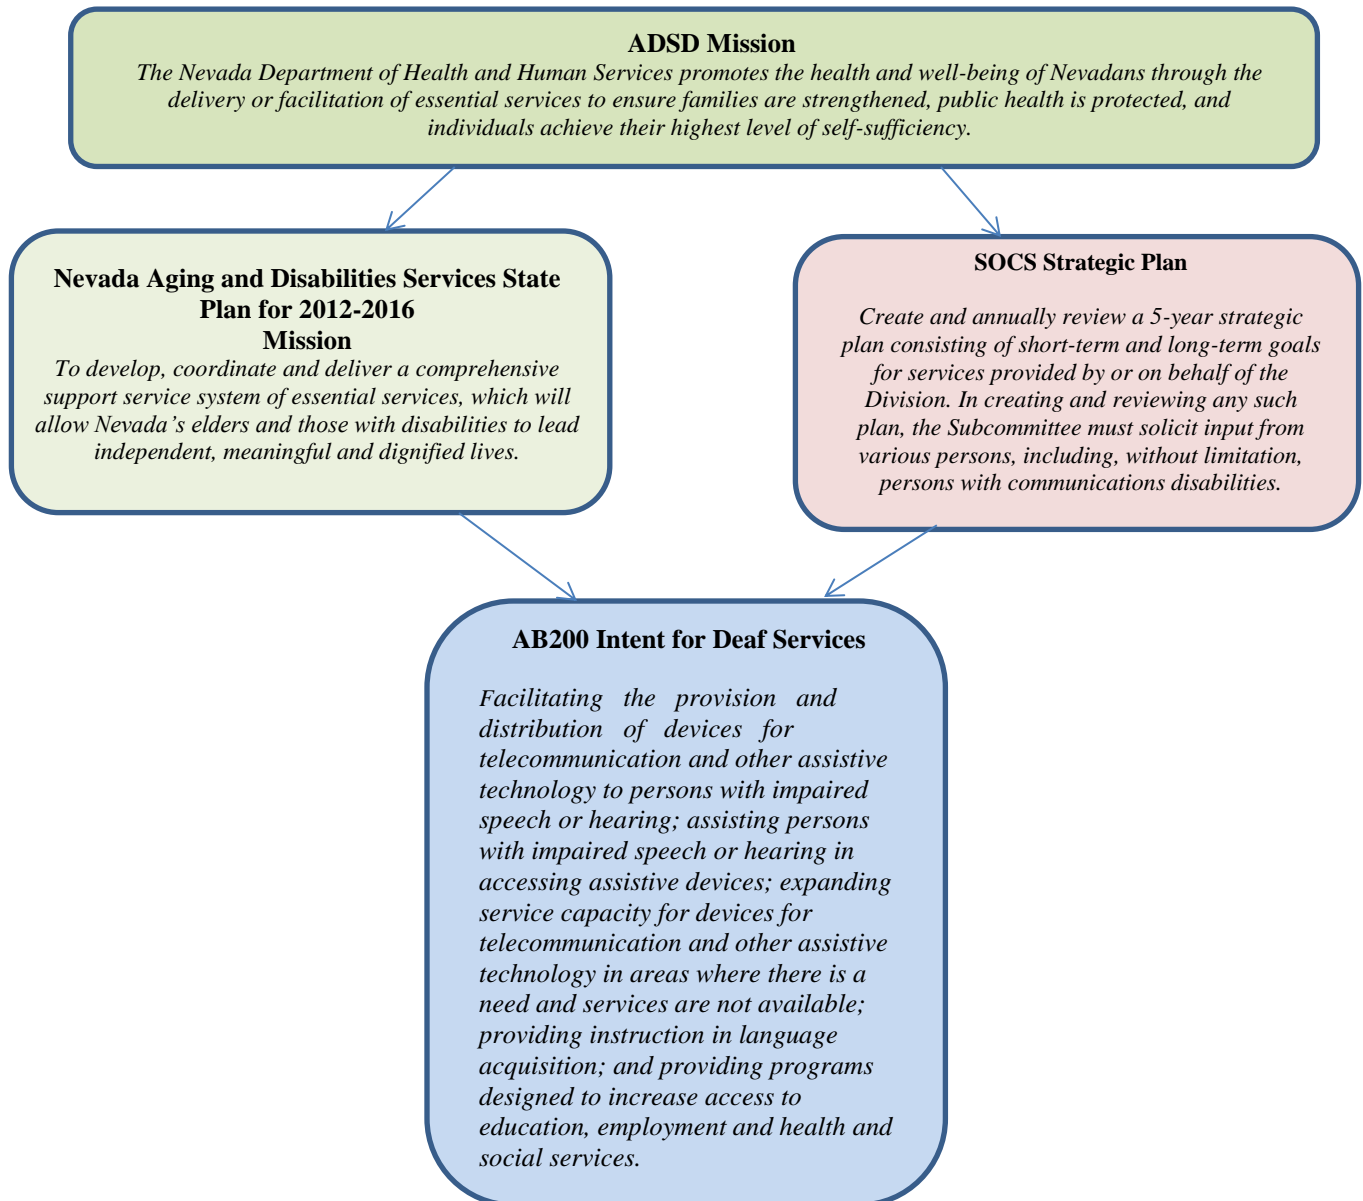 ADSD Mission
The Nevada Department of Health and Human Services promotes the health and well-being of Nevadans through the
delivery or facilitation of essential services to ensure families are strengthened, public health is protected, and
individuals achieve their highest level of self-sufficiency.
Nevada Aging and Disabilities Services State
Plan for 2012-2016
Mission
To develop, coordinate and deliver a comprehensive
support service system of essential services, which will
allow Nevada’s elders and those with disabilities to lead
independent, meaningful and dignified lives.
SOCS Strategic Plan
Create and annually review a 5-year strategic
plan consisting of short-term and long-term goals
for services provided by or on behalf of the
Division. In creating and reviewing any such
plan, the Subcommittee must solicit input from
various persons, including, without limitation,
persons with communications disabilities.
AB200 Intent for Deaf Services
Facilitating the provision and
distribution of devices for
telecommunication and other assistive
technology to persons with impaired
speech or hearing; assisting persons
with impaired speech or hearing in
accessing assistive devices; expanding
service capacity for devices for
telecommunication and other assistive
technology in areas where there is a
need and services are not available;
providing instruction in language
acquisition; and providing programs
designed to increase access to
education, employment and health and
social services.